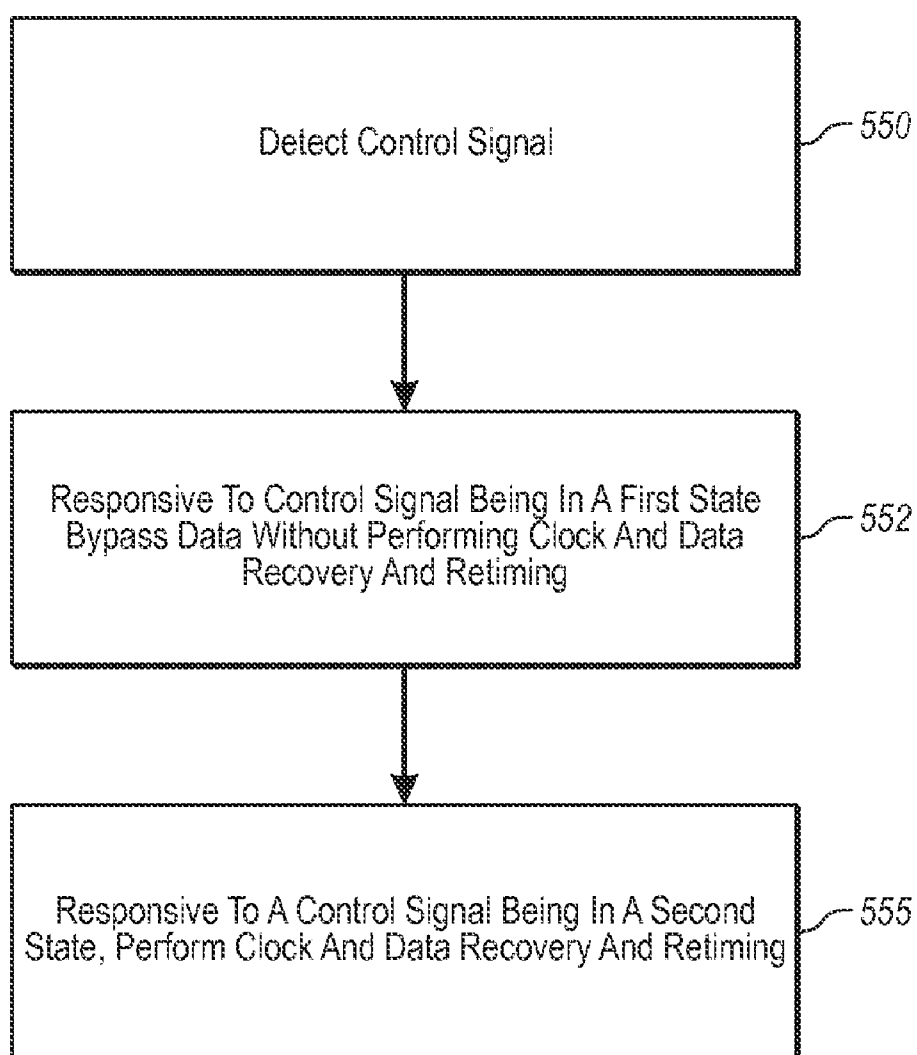 Detect Control Signal
550
Responsive To Control Signal Being In A First State
Bypass Data Without Performing Clock And Data
Recovery And Retiming
552
Responsive To A Control Signal Being In A Second
State, Perform Clock And Data Recovery And Retiming
555